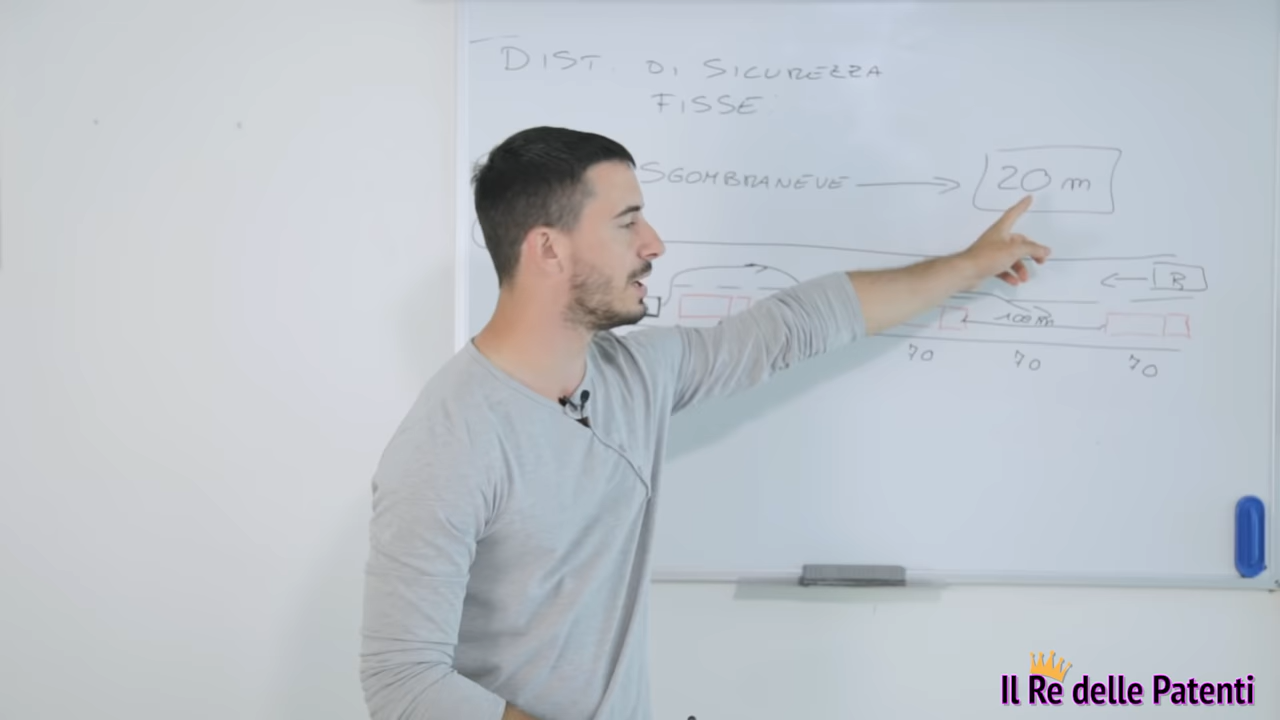 DIST. DI SICUREZZA
FISSE
SGOMBRANEVE → 20 m
B
100 m
70 70 70
Il Re delle Patenti